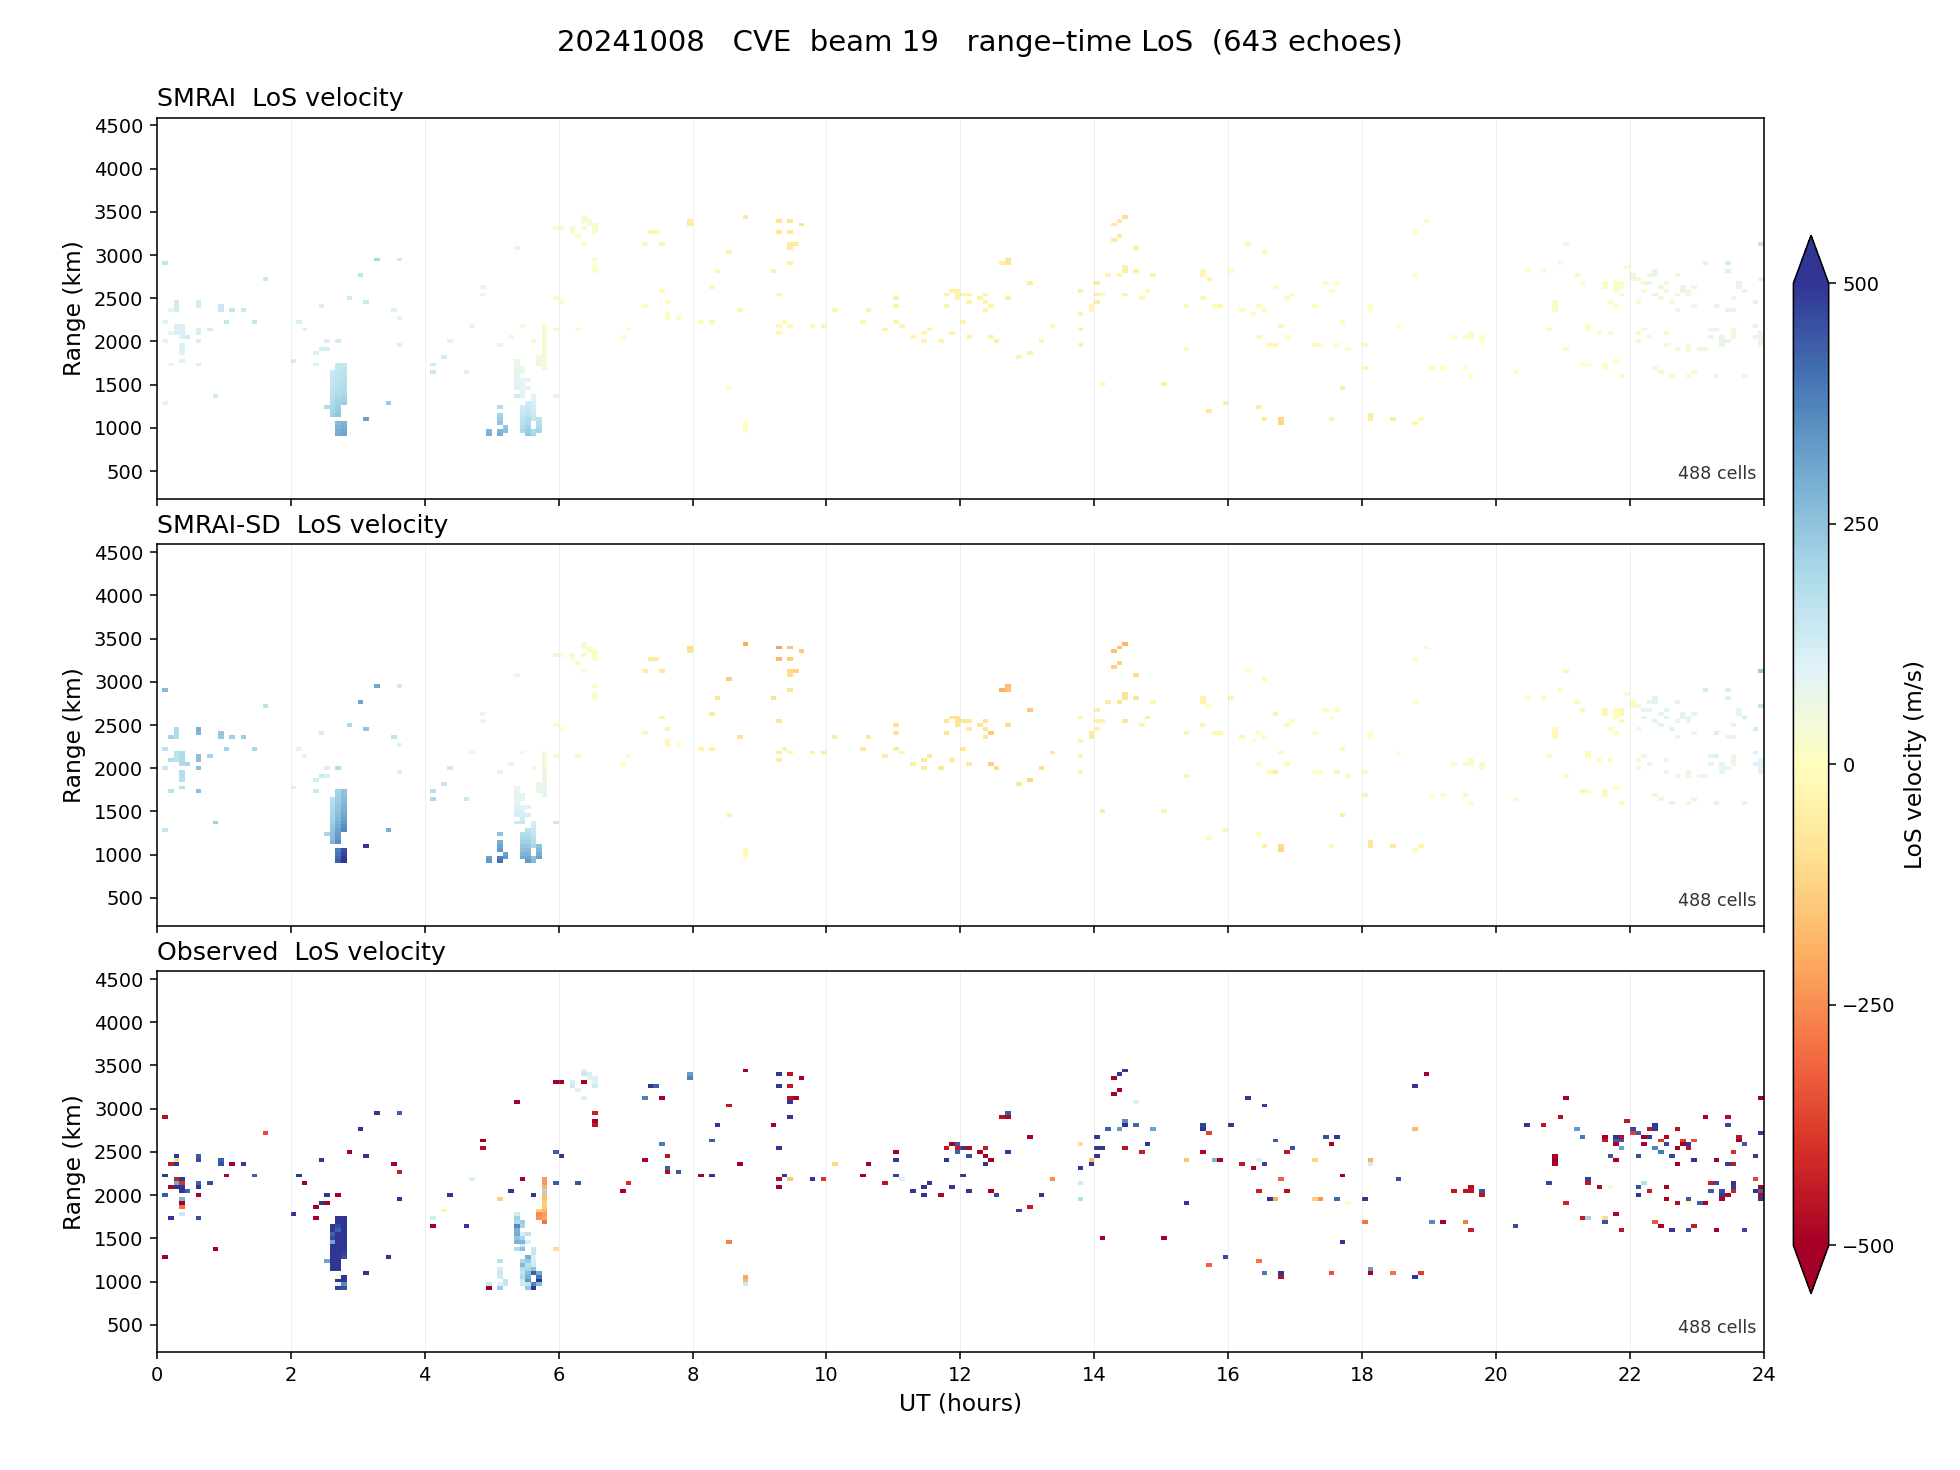 20241008   CVE  beam 19   range–time LoS  (643 echoes)
SMRAI  LoS velocity
4500
4000
3500
3000
2500
2000
1500
1000
500
Range (km)
488 cells
SMRAI-SD  LoS velocity
4500
4000
3500
3000
2500
2000
1500
1000
500
Range (km)
488 cells
Observed  LoS velocity
4500
4000
3500
3000
2500
2000
1500
1000
500
Range (km)
488 cells
0 2 4 6 8 10 12 14 16 18 20 22 24
UT (hours)
500
250
0
−250
−500
LoS velocity (m/s)